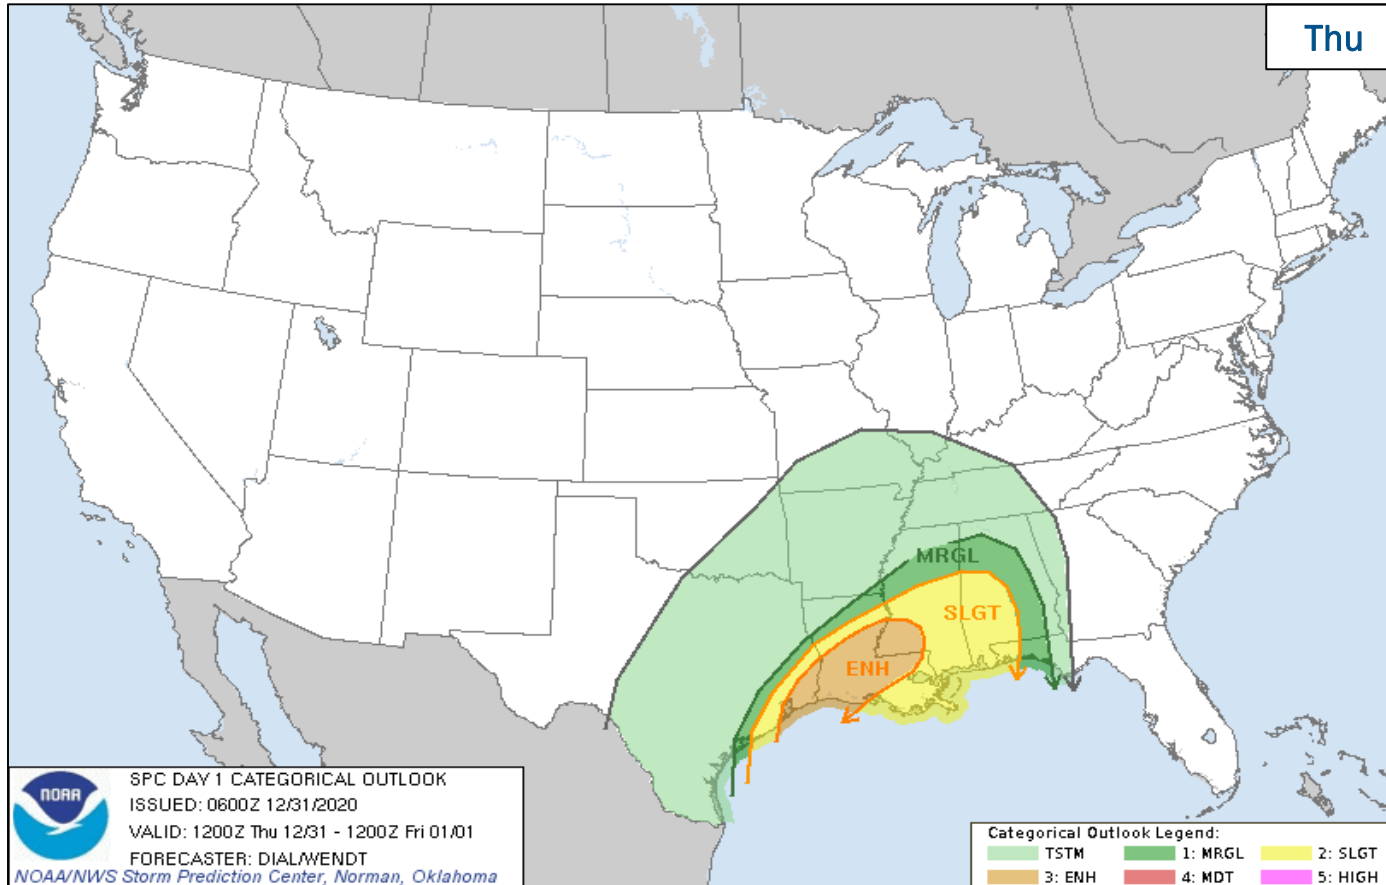 Thu
MRGL
SLGT
ENH
NOAA
SPC DAY 1 CATEGORICAL OUTLOOK
ISSUED: 0600Z 12/31/2020
VALID: 1200Z Thu 12/31 - 1200Z Fri 01/01
FORECASTER: DIAL/WENDT
NOAA/NWS Storm Prediction Center, Norman, Oklahoma
Categorical Outlook Legend:
TSTM 1: MRGL 2: SLGT
3: ENH 4: MDT 5: HIGH